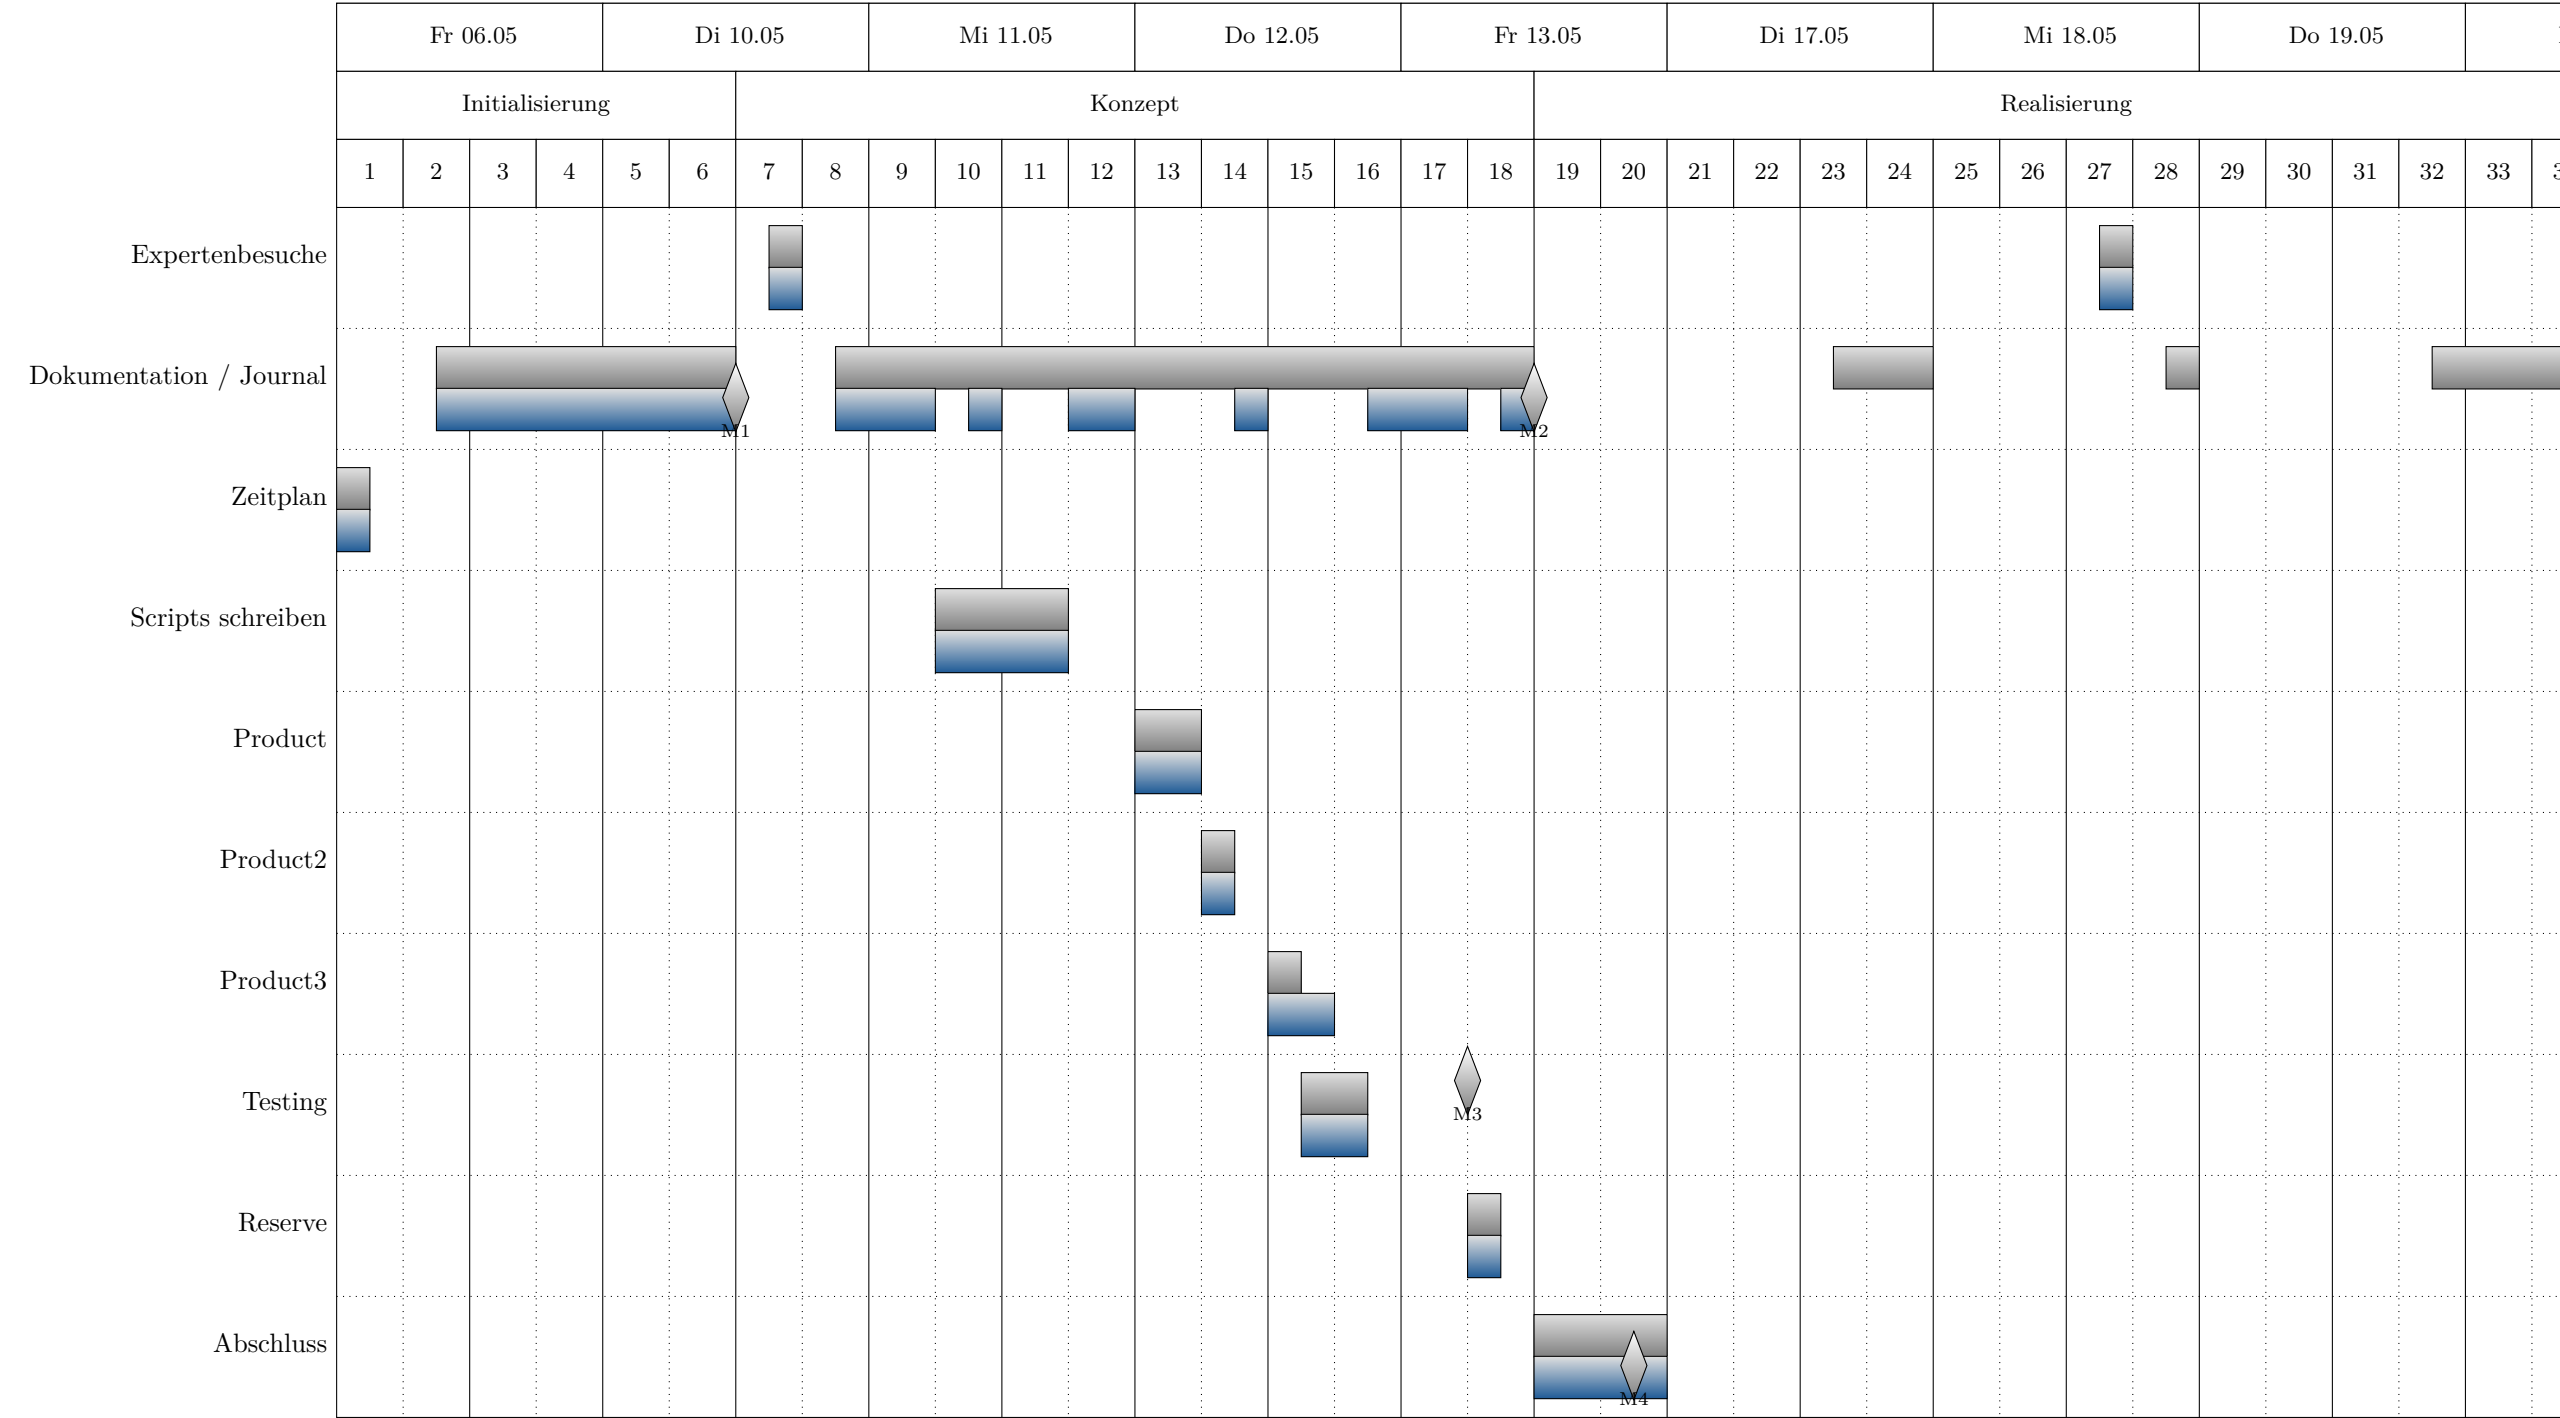 Fr 06.05 Di 10.05 Mi 11.05 Do 12.05 Fr 13.05 Di 17.05 Mi 18.05 Do 19.05
Initialisierung Konzept Realisierung
1 2 3 4 5 6 7 8 9 10 11 12 13 14 15 16 17 18 19 20 21 22 23 24 25 26 27 28 29 30 31 32 33
Expertenbesuche
Dokumentation / Journal
M1 M2
Zeitplan
Scripts schreiben
Product
Product2
Product3
Testing
M3
Reserve
Abschluss
M4